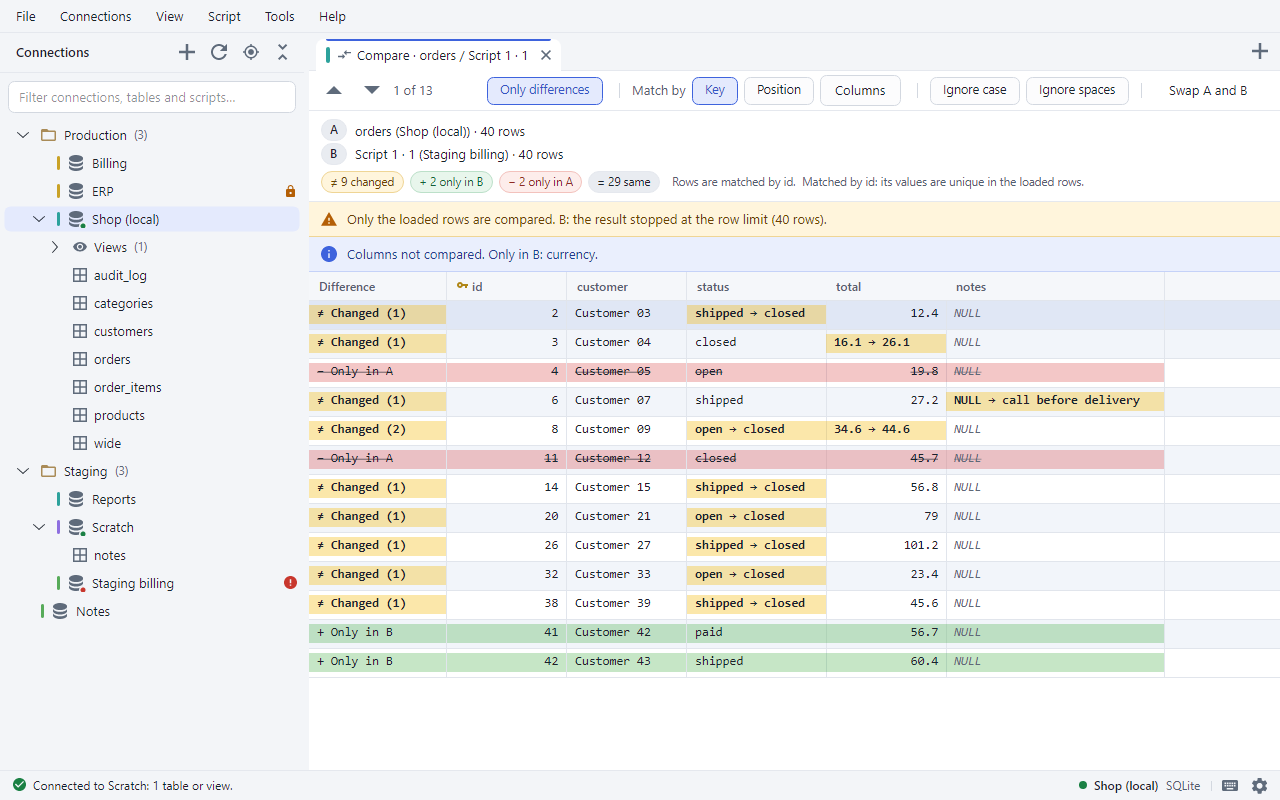 File Connections View Script Tools Help
Connections
Filter connections, tables and scripts...
Production (3)
Billing
ERP
Shop (local)
Views (1)
audit_log
categories
customers
orders
order_items
products
wide
Staging (3)
Reports
Scratch
notes
Staging billing
Notes
Compare · orders / Script 1 · 1
1 of 13 Only differences Match by Key Position Columns Ignore case Ignore spaces Swap A and B
A orders (Shop (local)) · 40 rows
B Script 1 · 1 (Staging billing) · 40 rows
≠ 9 changed + 2 only in B − 2 only in A = 29 same Rows are matched by id. Matched by id: its values are unique in the loaded rows.
Only the loaded rows are compared. B: the result stopped at the row limit (40 rows).
Columns not compared. Only in B: currency.
Difference id customer status total notes
≠ Changed (1) 2 Customer 03 shipped → closed 12.4 NULL
≠ Changed (1) 3 Customer 04 closed 16.1 → 26.1 NULL
− Only in A 4 Customer 05 open 19.8 NULL
≠ Changed (1) 6 Customer 07 shipped 27.2 NULL → call before delivery
≠ Changed (2) 8 Customer 09 open → closed 34.6 → 44.6 NULL
− Only in A 11 Customer 12 closed 45.7 NULL
≠ Changed (1) 14 Customer 15 shipped → closed 56.8 NULL
≠ Changed (1) 20 Customer 21 open → closed 79 NULL
≠ Changed (1) 26 Customer 27 shipped → closed 101.2 NULL
≠ Changed (1) 32 Customer 33 open → closed 23.4 NULL
≠ Changed (1) 38 Customer 39 shipped → closed 45.6 NULL
+ Only in B 41 Customer 42 paid 56.7 NULL
+ Only in B 42 Customer 43 shipped 60.4 NULL
Connected to Scratch: 1 table or view. Shop (local) SQLite